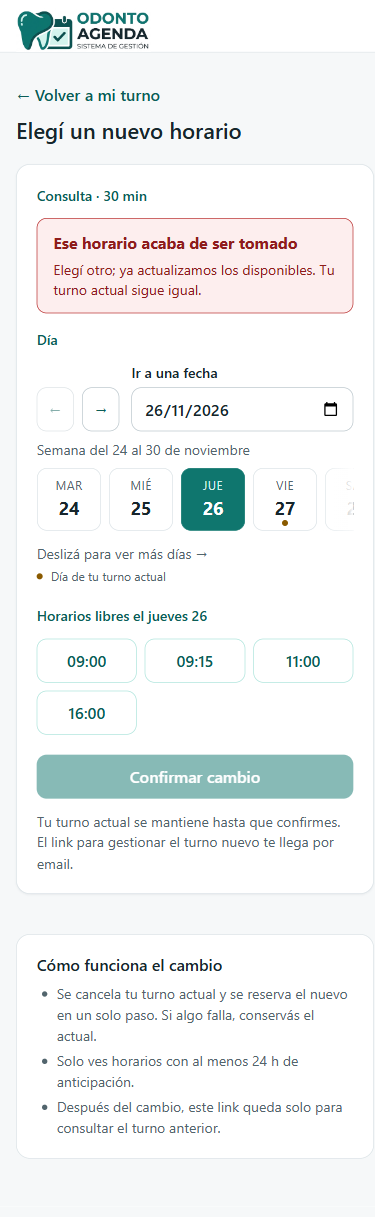 ODONTO
AGENDA
SISTEMA DE GESTIÓN
← Volver a mi turno
Elegí un nuevo horario
Consulta · 30 min
Ese horario acaba de ser tomado
Elegí otro; ya actualizamos los disponibles. Tu
turno actual sigue igual.
Día
Ir a una fecha
← → 26/11/2026
Semana del 24 al 30 de noviembre
MAR MIÉ JUE VIE
24 25 26 27
Deslizá para ver más días →
Día de tu turno actual
Horarios libres el jueves 26
09:00 09:15 11:00
16:00
Confirmar cambio
Tu turno actual se mantiene hasta que confirmes.
El link para gestionar el turno nuevo te llega por
email.
Cómo funciona el cambio
• Se cancela tu turno actual y se reserva el nuevo
en un solo paso. Si algo falla, conservás el
actual.
• Solo ves horarios con al menos 24 h de
anticipación.
• Después del cambio, este link queda solo para
consultar el turno anterior.